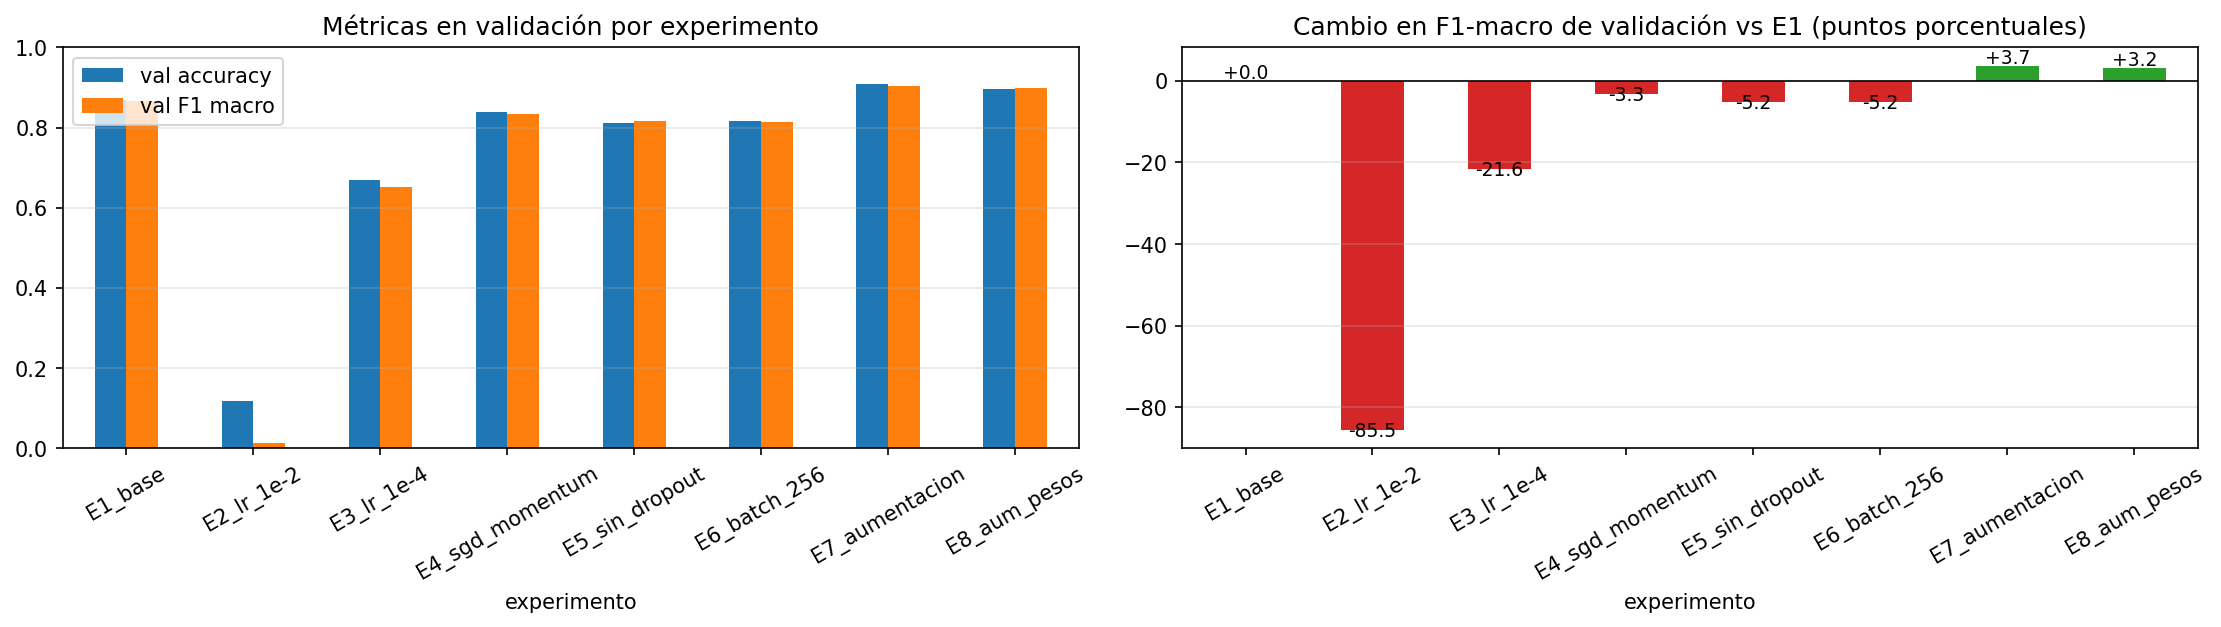 Métricas en validación por experimento
1.0
0.8
0.6
0.4
0.2
0.0
val accuracy
val F1 macro
E1_base
E2_lr_1e-2
E3_lr_1e-4
E4_sgd_momentum
E5_sin_dropout
E6_batch_256
E7_aumentacion
E8_aum_pesos
experimento
Cambio en F1-macro de validación vs E1 (puntos porcentuales)
0
−20
−40
−60
−80
+0.0
-85.5
-21.6
-3.3
-5.2
-5.2
+3.7
+3.2
E1_base
E2_lr_1e-2
E3_lr_1e-4
E4_sgd_momentum
E5_sin_dropout
E6_batch_256
E7_aumentacion
E8_aum_pesos
experimento